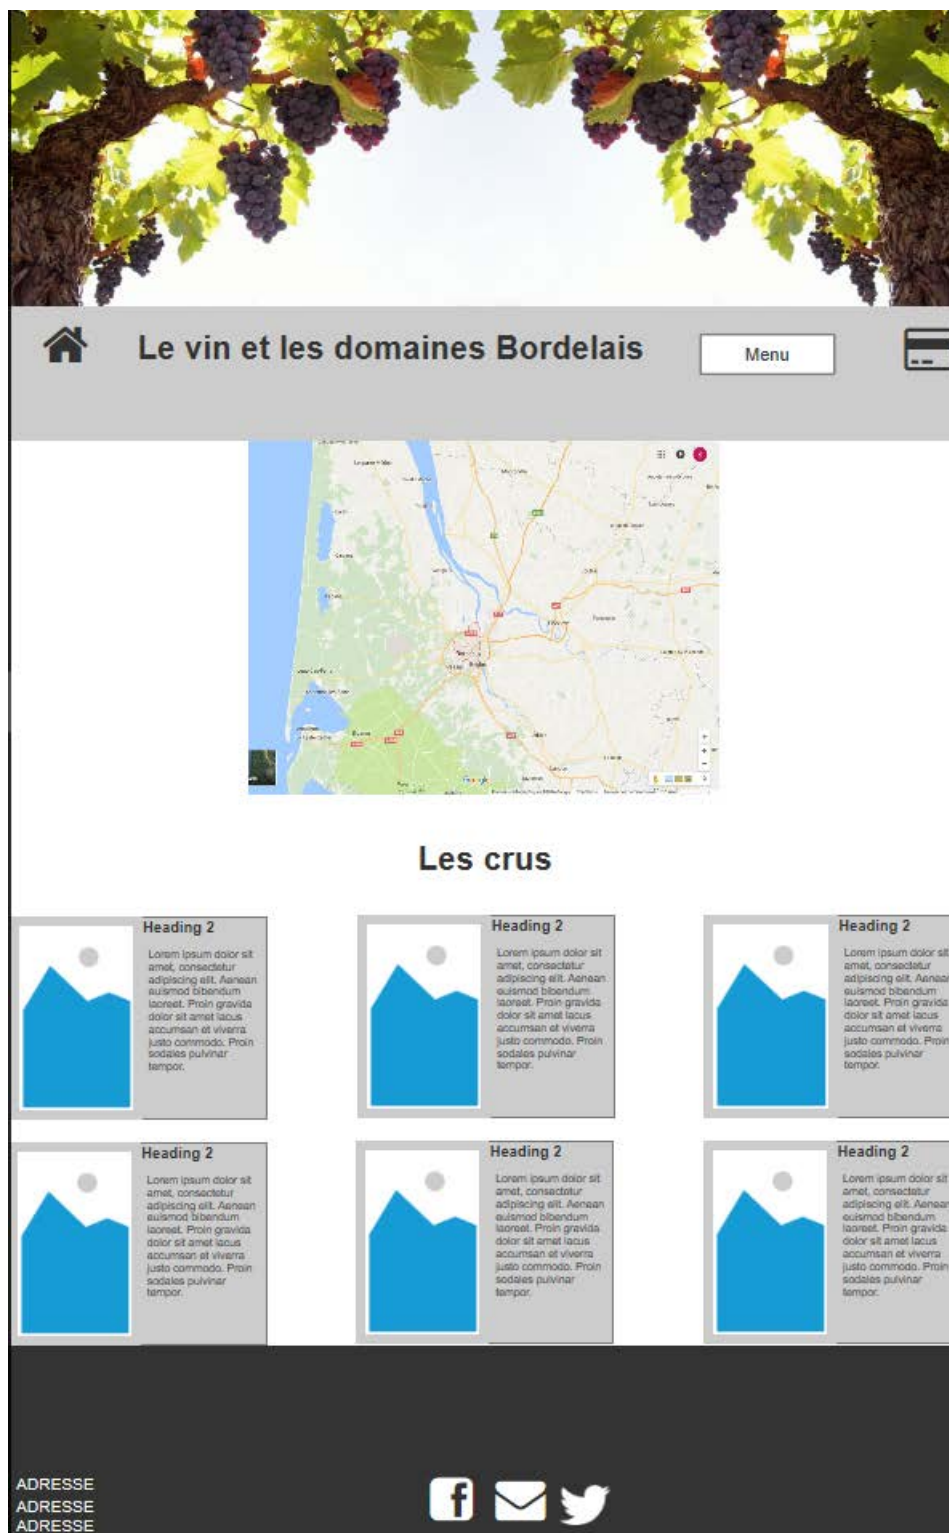 Le vin et les domaines Bordelais
Menu
Les crus
Heading 2
Lorem ipsum dolor sit
amet, consectetur
adipiscing elit. Aenean
euismod bibendum
laoreet. Proin gravida
dolor sit amet lacus
accumsan et viverra
justo commodo. Proin
sodales pulvinar
tempor.
Heading 2
Lorem ipsum dolor sit
amet, consectetur
adipiscing elit. Aenean
euismod bibendum
laoreet. Proin gravida
dolor sit amet lacus
accumsan et viverra
justo commodo. Proin
sodales pulvinar
tempor.
Heading 2
Lorem ipsum dolor sit
amet, consectetur
adipiscing elit. Aenean
euismod bibendum
laoreet. Proin gravida
dolor sit amet lacus
accumsan et viverra
justo commodo. Proin
sodales pulvinar
tempor.
Heading 2
Lorem ipsum dolor sit
amet, consectetur
adipiscing elit. Aenean
euismod bibendum
laoreet. Proin gravida
dolor sit amet lacus
accumsan et viverra
justo commodo. Proin
sodales pulvinar
tempor.
Heading 2
Lorem ipsum dolor sit
amet, consectetur
adipiscing elit. Aenean
euismod bibendum
laoreet. Proin gravida
dolor sit amet lacus
accumsan et viverra
justo commodo. Proin
sodales pulvinar
tempor.
Heading 2
Lorem ipsum dolor sit
amet, consectetur
adipiscing elit. Aenean
euismod bibendum
laoreet. Proin gravida
dolor sit amet lacus
accumsan et viverra
justo commodo. Proin
sodales pulvinar
tempor.
ADRESSE
ADRESSE
ADRESSE